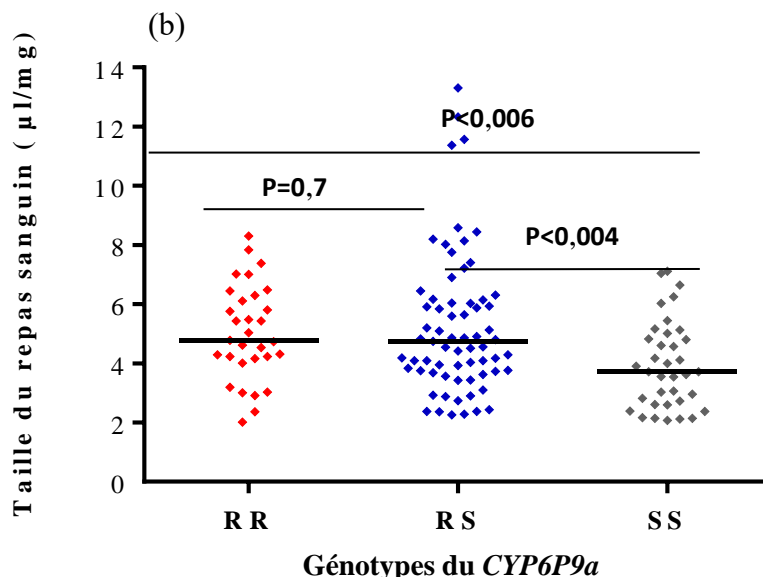 (b)
Taille du repas sanguin ( µl/mg)
14
12
10
8
6
4
2
0
P<0,006
P=0,7
P<0,004
RR
RS
SS
Génotypes du CYP6P9a